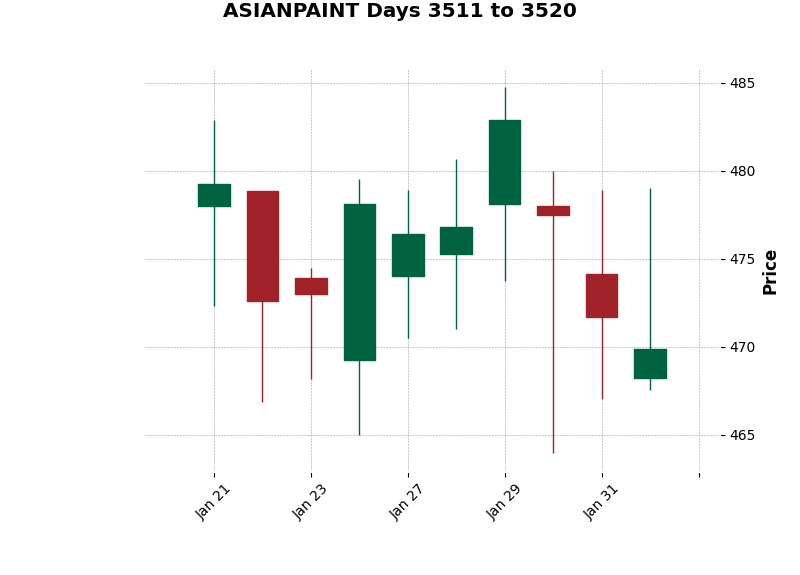 ASIANPAINT Days 3511 to 3520
485
480
475
470
465
Price
Jan 21
Jan 23
Jan 27
Jan 29
Jan 31